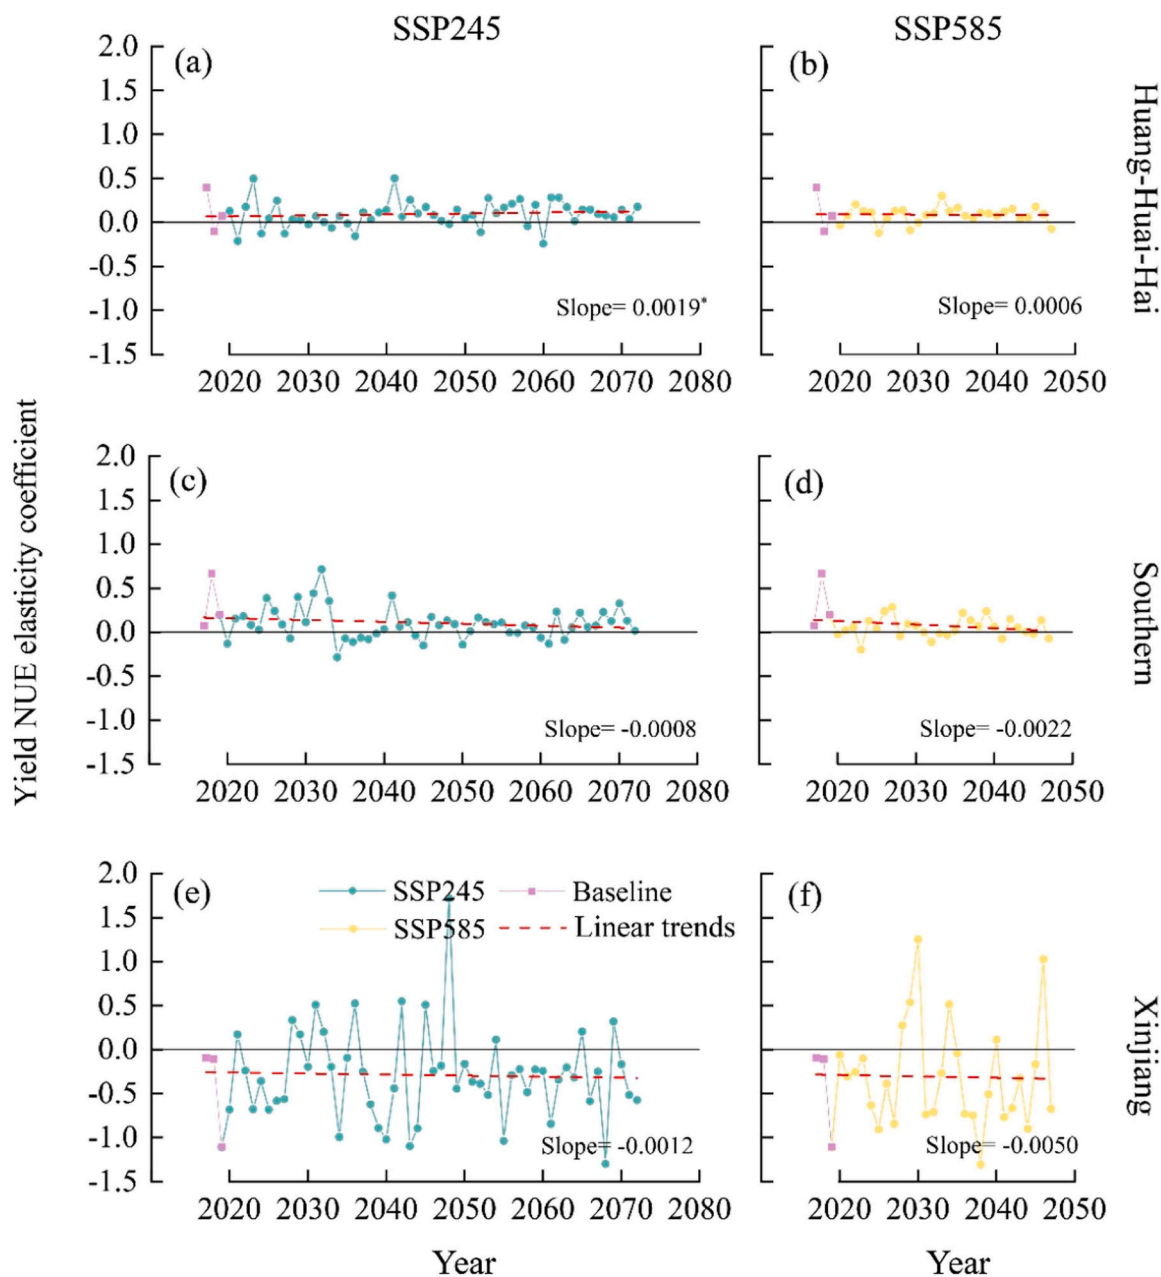 SSP245
SSP585
(a)
2.0
1.5
1.0
0.5
0.0
-0.5
-1.0
-1.5
Slope= 0.0019*
2020 2030 2040 2050 2060 2070 2080
(b)
Slope= 0.0006
2020 2030 2040 2050
Huang-Huai-Hai
Yield NUE elasticity coefficient
(c)
2.0
1.5
1.0
0.5
0.0
-0.5
-1.0
-1.5
Slope= -0.0008
2020 2030 2040 2050 2060 2070 2080
(d)
Slope= -0.0022
2020 2030 2040 2050
Southern
(e)
2.0
1.5
1.0
0.5
0.0
-0.5
-1.0
-1.5
SSP245 Baseline
SSP585 Linear trends
Slope= -0.0012
2020 2030 2040 2050 2060 2070 2080
Year
(f)
Slope= -0.0050
2020 2030 2040 2050
Year
Xinjiang